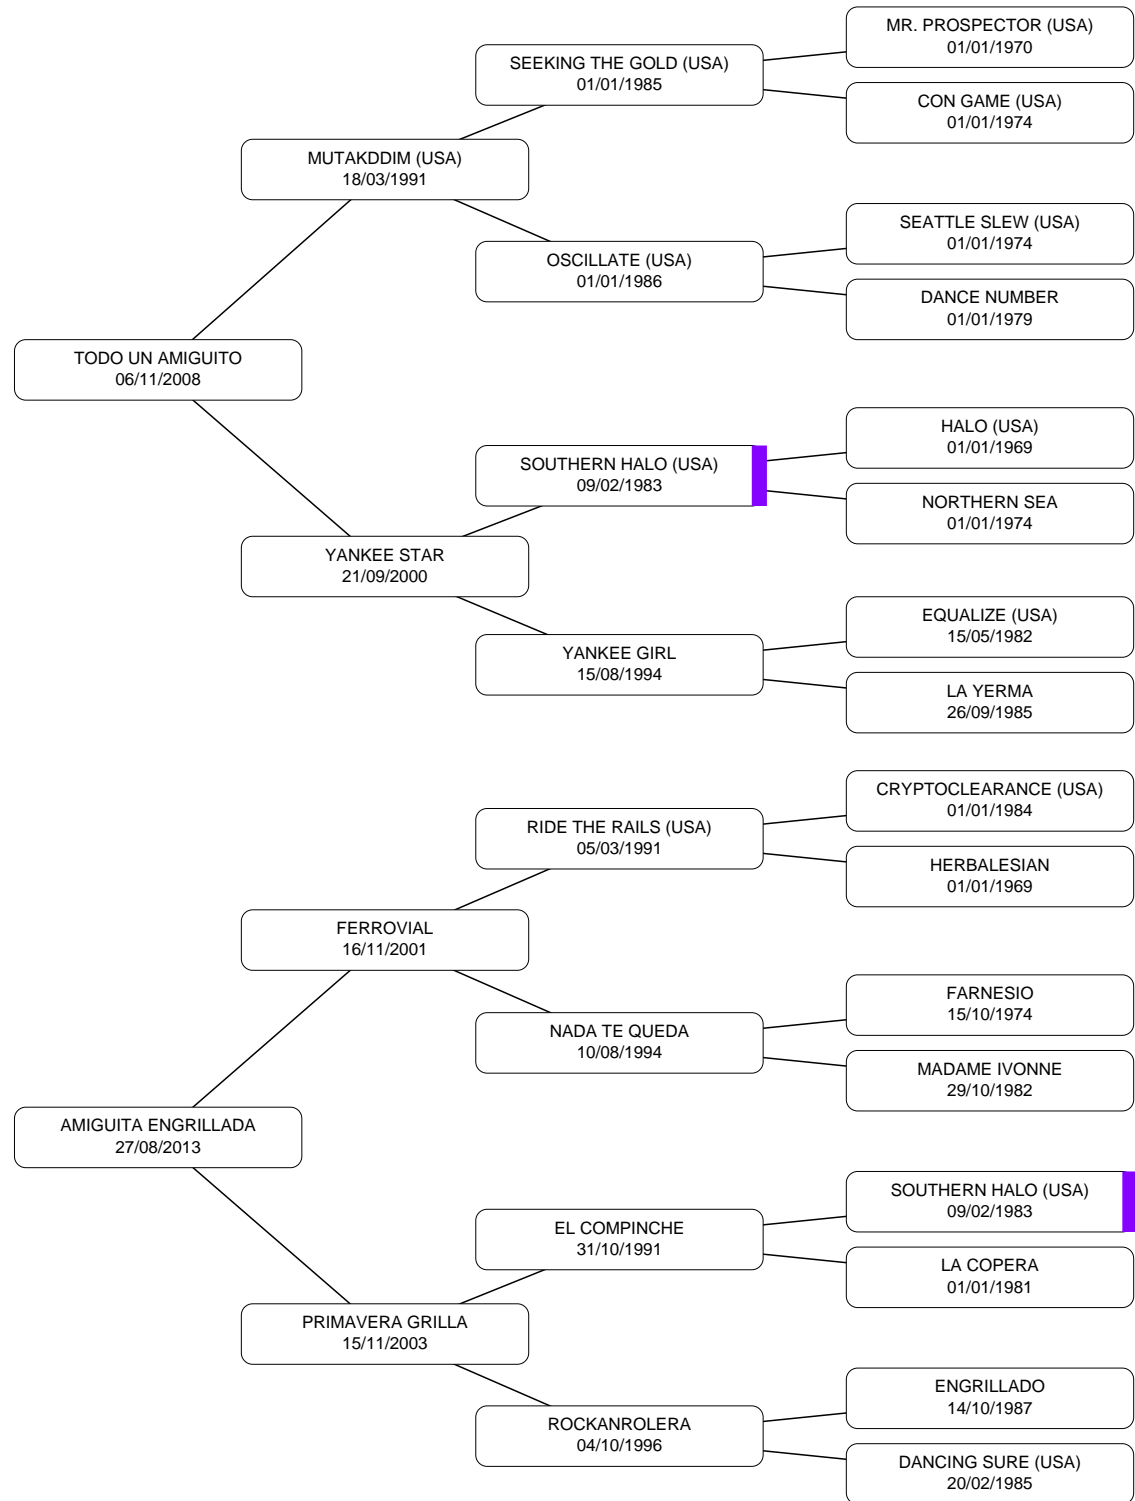 MR. PROSPECTOR (USA)
01/01/1970
SEEKING THE GOLD (USA)
01/01/1985
CON GAME (USA)
01/01/1974
MUTAKDDIM (USA)
18/03/1991
SEATTLE SLEW (USA)
01/01/1974
OSCILLATE (USA)
01/01/1986
DANCE NUMBER
01/01/1979
TODO UN AMIGUITO
06/11/2008
HALO (USA)
01/01/1969
SOUTHERN HALO (USA)
09/02/1983
NORTHERN SEA
01/01/1974
YANKEE STAR
21/09/2000
EQUALIZE (USA)
15/05/1982
YANKEE GIRL
15/08/1994
LA YERMA
26/09/1985
CRYPTOCLEARANCE (USA)
01/01/1984
RIDE THE RAILS (USA)
05/03/1991
HERBALESIAN
01/01/1969
FERROVIAL
16/11/2001
FARNESIO
15/10/1974
NADA TE QUEDA
10/08/1994
MADAME IVONNE
29/10/1982
AMIGUITA ENGRILLADA
27/08/2013
SOUTHERN HALO (USA)
09/02/1983
EL COMPINCHE
31/10/1991
LA COPERA
01/01/1981
PRIMAVERA GRILLA
15/11/2003
ENGRILLADO
14/10/1987
ROCKANROLERA
04/10/1996
DANCING SURE (USA)
20/02/1985